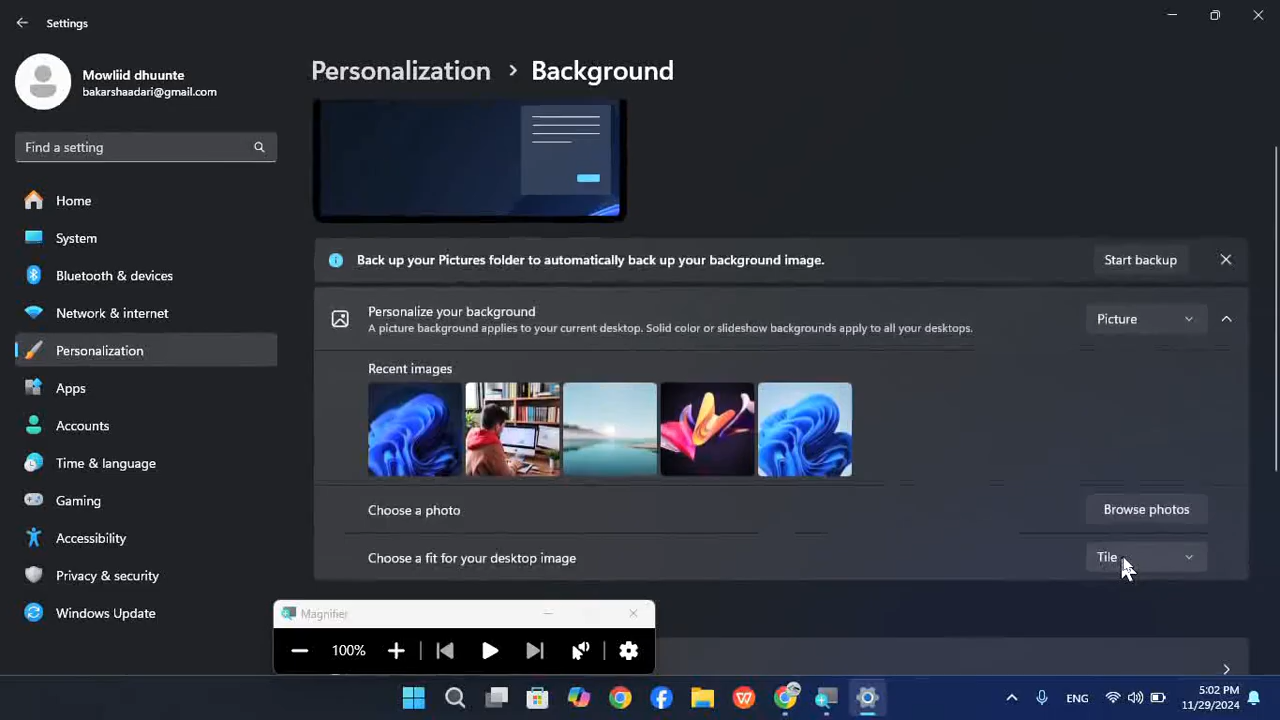 Settings
Mowliid dhuunte
bakarshaadari@gmail.com
Find a setting
Home
System
Bluetooth & devices
Network & internet
Personalization
Apps
Accounts
Time & language
Gaming
Accessibility
Privacy & security
Windows Update
Personalization > Background
Back up your Pictures folder to automatically back up your background image.
Start backup
Personalize your background
A picture background applies to your current desktop. Solid color or slideshow backgrounds apply to all your desktops.
Picture
Recent images
Choose a photo
Browse photos
Choose a fit for your desktop image
Tile
Magnifier
100%
ENG
5:02 PM
11/29/2024